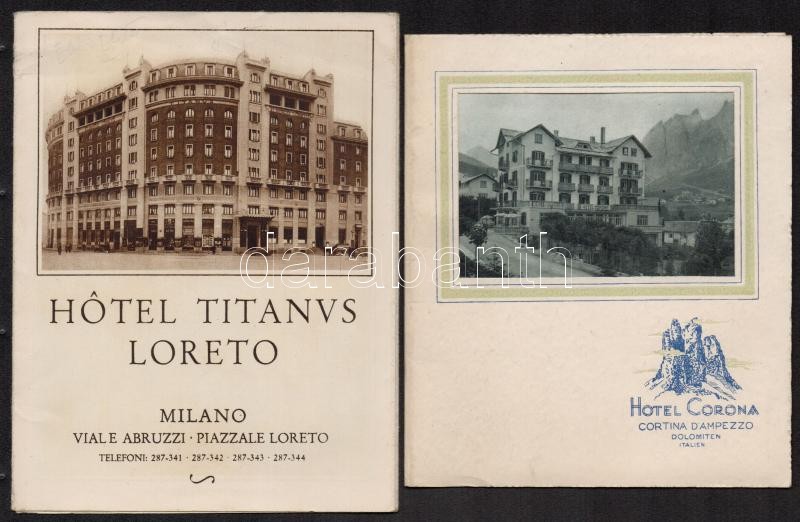 HÔTEL TITANVS
LORETO
MILANO
VIALE ABRUZZI · PIAZZALE LORETO
TELEFONI: 287-341 · 287-342 · 287-343 · 287-344
HOTEL CORONA
CORTINA D'AMPEZZO
DOLOMITEN
ITALIEN
darabanth